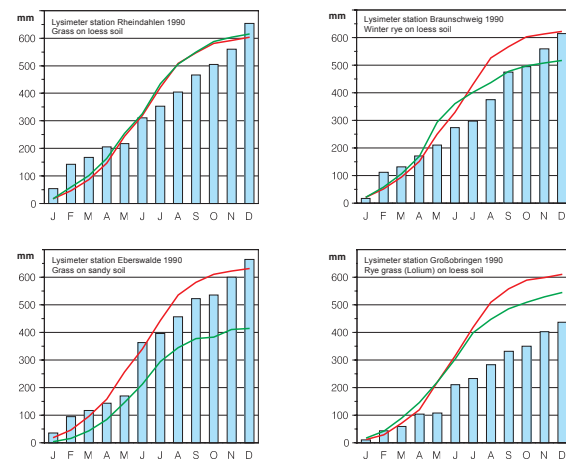 mm
Lysimeter station Rheindahlen 1990
Grass on loess soil
600
500
400
300
200
100
0
J F M A M J J A S O N D
mm
Lysimeter station Braunschweig 1990
Winter rye on loess soil
600
500
400
300
200
100
0
J F M A M J J A S O N D
mm
Lysimeter station Eberswalde 1990
Grass on sandy soil
600
500
400
300
200
100
0
J F M A M J J A S O N D
mm
Lysimeter station Großobringen 1990
Rye grass (Lolium) on loess soil
600
500
400
300
200
100
0
J F M A M J J A S O N D